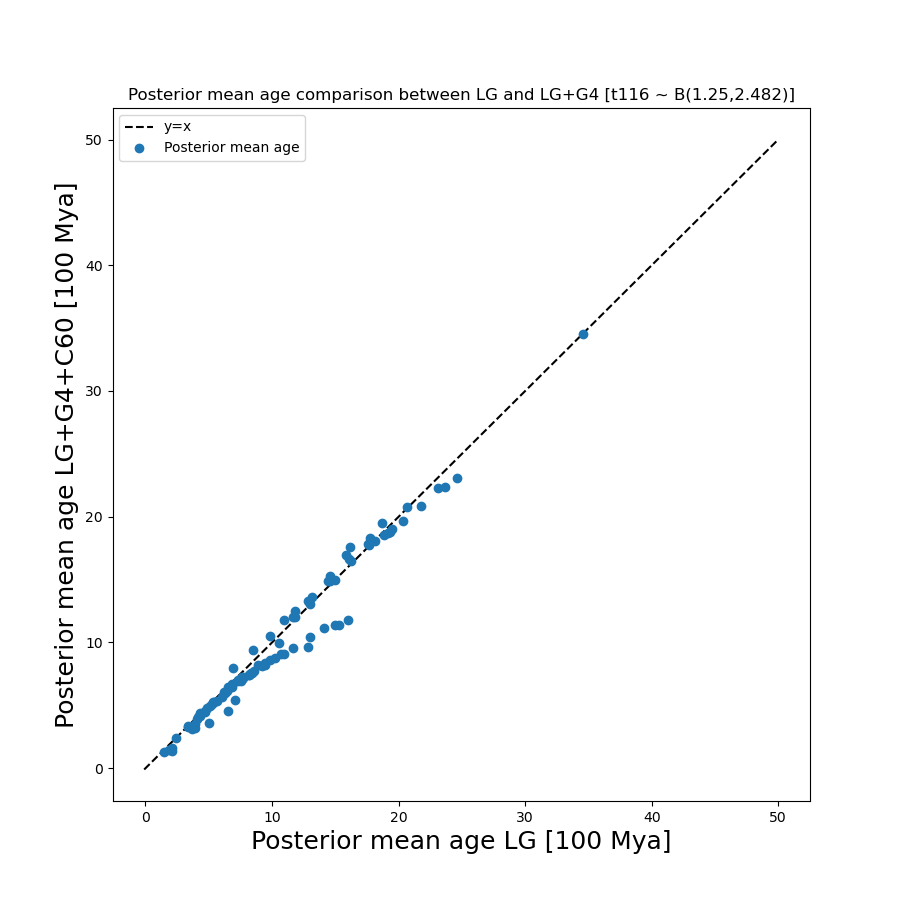 Posterior mean age comparison between LG and LG+G4 [t116 ~ B(1.25,2.482)]
y=x
Posterior mean age
50
40
30
20
10
0
Posterior mean age LG+G4+C60 [100 Mya]
0 10 20 30 40 50
Posterior mean age LG [100 Mya]